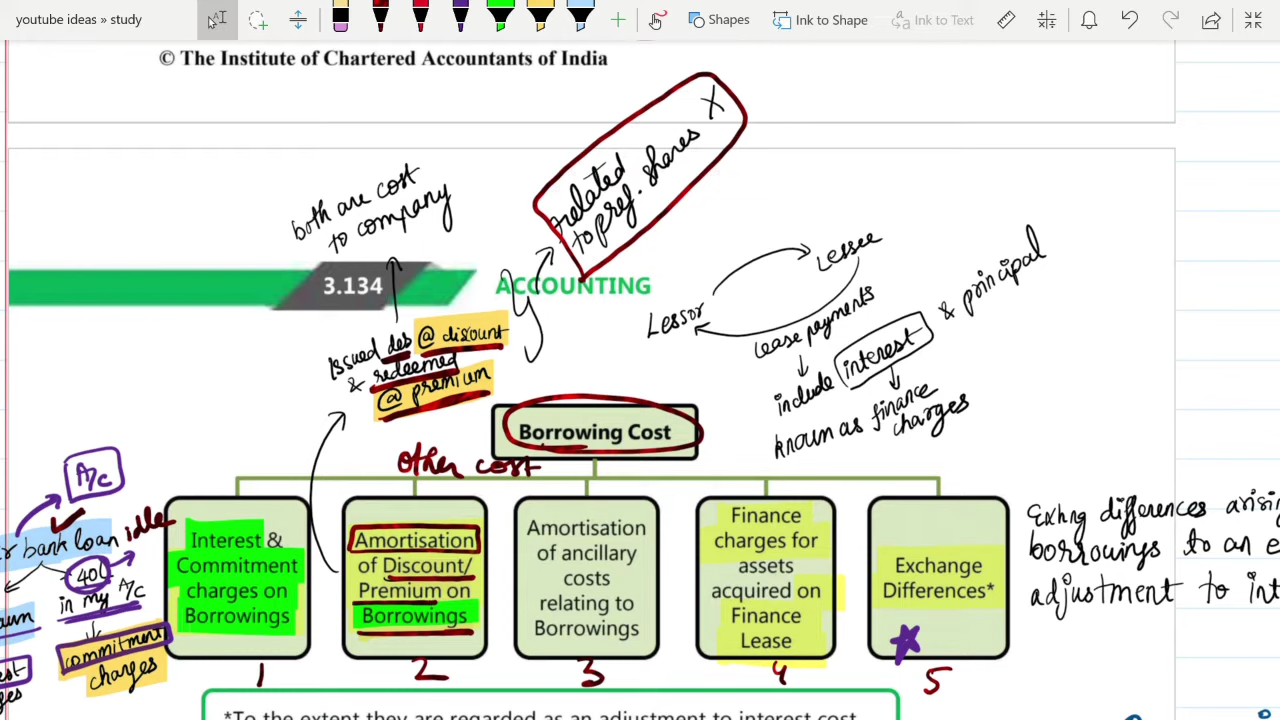 youtube ideas » study
Shapes
Ink to Shape
Ink to Text
© The Institute of Chartered Accountants of India
related
to pref. shares X
both are cost
to company
3.134
ACCOUNTING
Issued des @ discount
& redeemed
@ premium
Lessor
Lessee
lease payments
include interest & principal
known as finance
charges
Borrowing Cost
other cost
A/c
bank loan idle
40L
in my A/c
commitment
charges
Interest &
Commitment
charges on
Borrowings
1
Amortisation
of Discount/
Premium on
Borrowings
2
Amortisation
of ancillary
costs
relating to
Borrowings
3
Finance
charges for
assets
acquired on
Finance
Lease
4
Exchange
Differences*
5
Exhng differences arising
borrowings to an e
adjustment to int
*To the extent they are regarded as an adjustment to interest cost